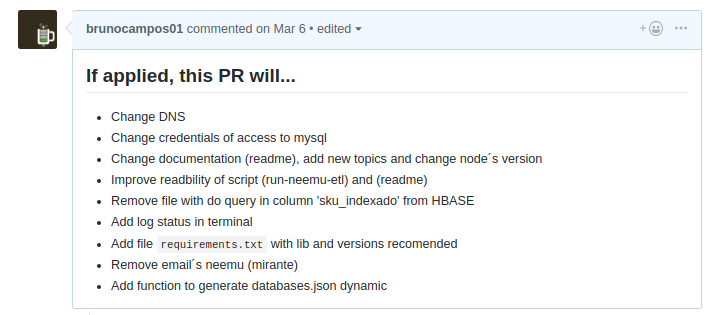 brunocampos01 commented on Mar 6 • edited
If applied, this PR will...
• Change DNS
• Change credentials of access to mysql
• Change documentation (readme), add new topics and change node´s version
• Improve readbility of script (run-neemu-etl) and (readme)
• Remove file with do query in column 'sku_indexado' from HBASE
• Add log status in terminal
• Add file requirements.txt with lib and versions recomended
• Remove email´s neemu (mirante)
• Add function to generate databases.json dynamic